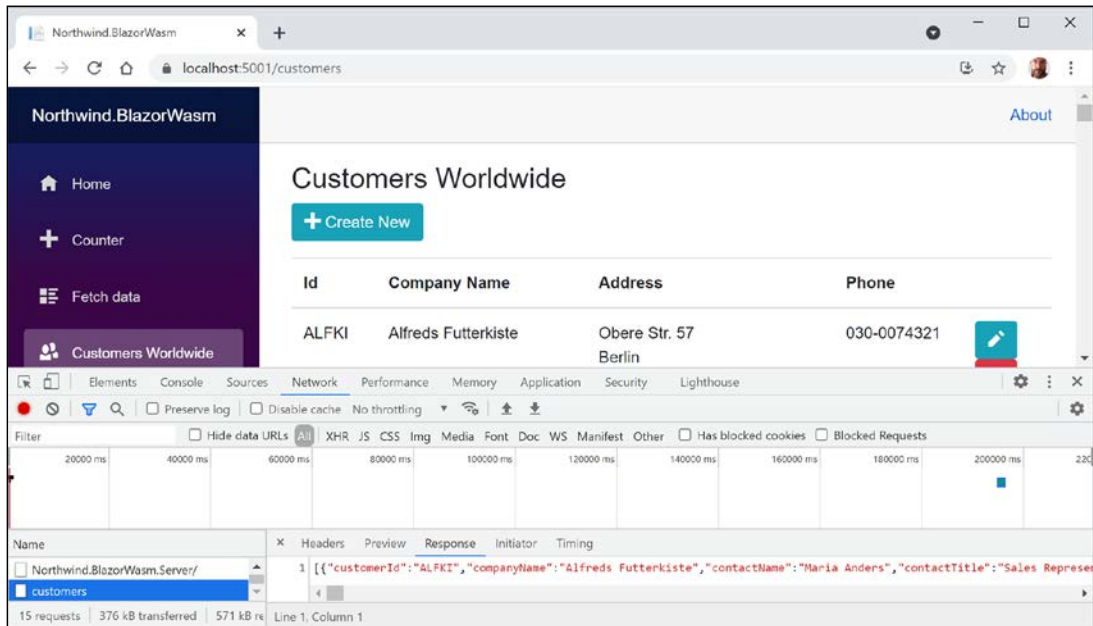 Northwind.BlazorWasm
localhost:5001/customers
Northwind.BlazorWasm
About
Home
Counter
Fetch data
Customers Worldwide
Customers Worldwide
Create New
Id Company Name Address Phone
ALFKI Alfreds Futterkiste Obere Str. 57 030-0074321
Berlin
Elements Console Sources Network Performance Memory Application Security Lighthouse
Preserve log Disable cache No throttling
Filter Hide data URLs All XHR JS CSS Img Media Font Doc WS Manifest Other Has blocked cookies Blocked Requests
20000 ms 40000 ms 60000 ms 80000 ms 100000 ms 120000 ms 140000 ms 160000 ms 180000 ms 200000 ms 220
Name Headers Preview Response Initiator Timing
Northwind.BlazorWasm.Server/ 1 [{"customerId":"ALFKI","companyName":"Alfreds Futterkiste","contactName":"Maria Anders","contactTitle":"Sales Represe
customers
15 requests 376 kB transferred 571 kB re Line 1, Column 1